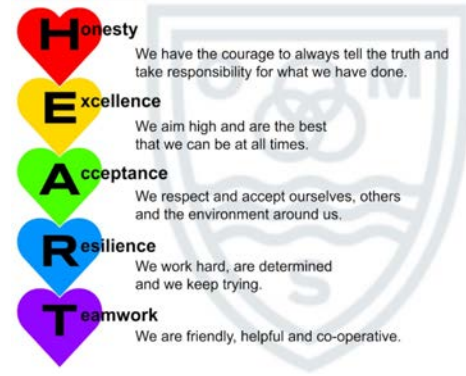 Honesty
We have the courage to always tell the truth and
take responsibility for what we have done.
Excellence
We aim high and are the best
that we can be at all times.
Acceptance
We respect and accept ourselves, others
and the environment around us.
Resilience
We work hard, are determined
and we keep trying.
Teamwork
We are friendly, helpful and co-operative.
C M
S